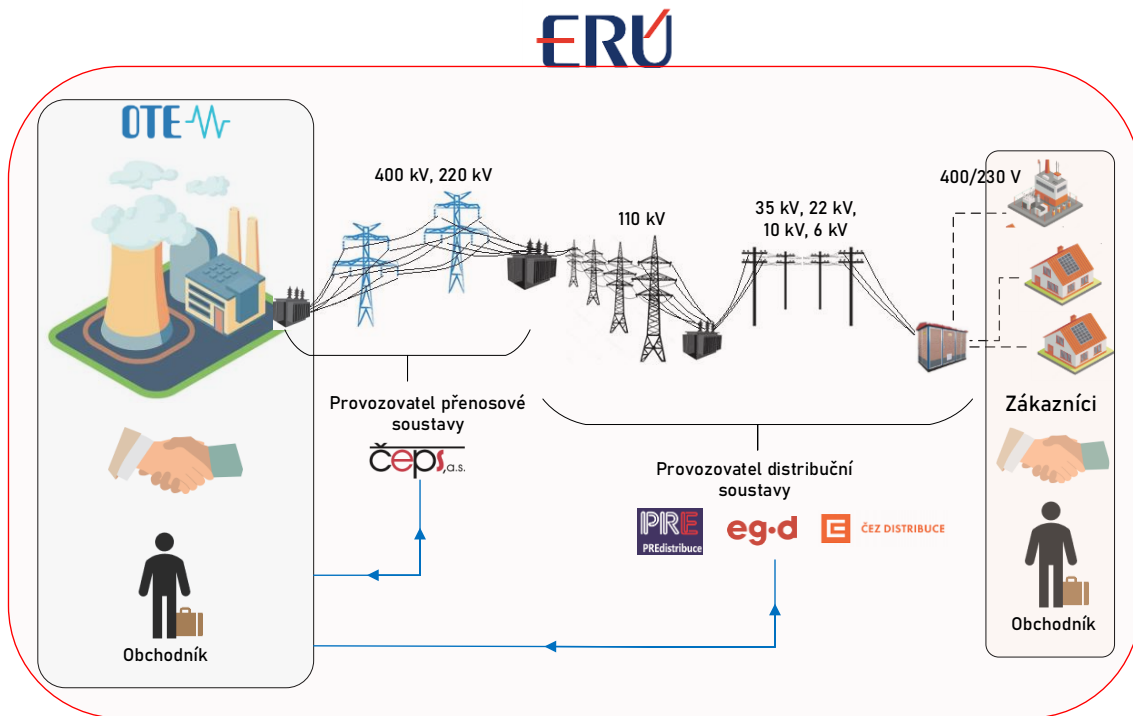 ERÚ
OTE
400 kV, 220 kV
110 kV
35 kV, 22 kV,
10 kV, 6 kV
400/230 V
Provozovatel přenosové
soustavy
čeps,a.s.
Provozovatel distribuční
soustavy
PRE
PREdistribuce
eg·d
ČEZ DISTRIBUCE
Zákazníci
Obchodník
Obchodník